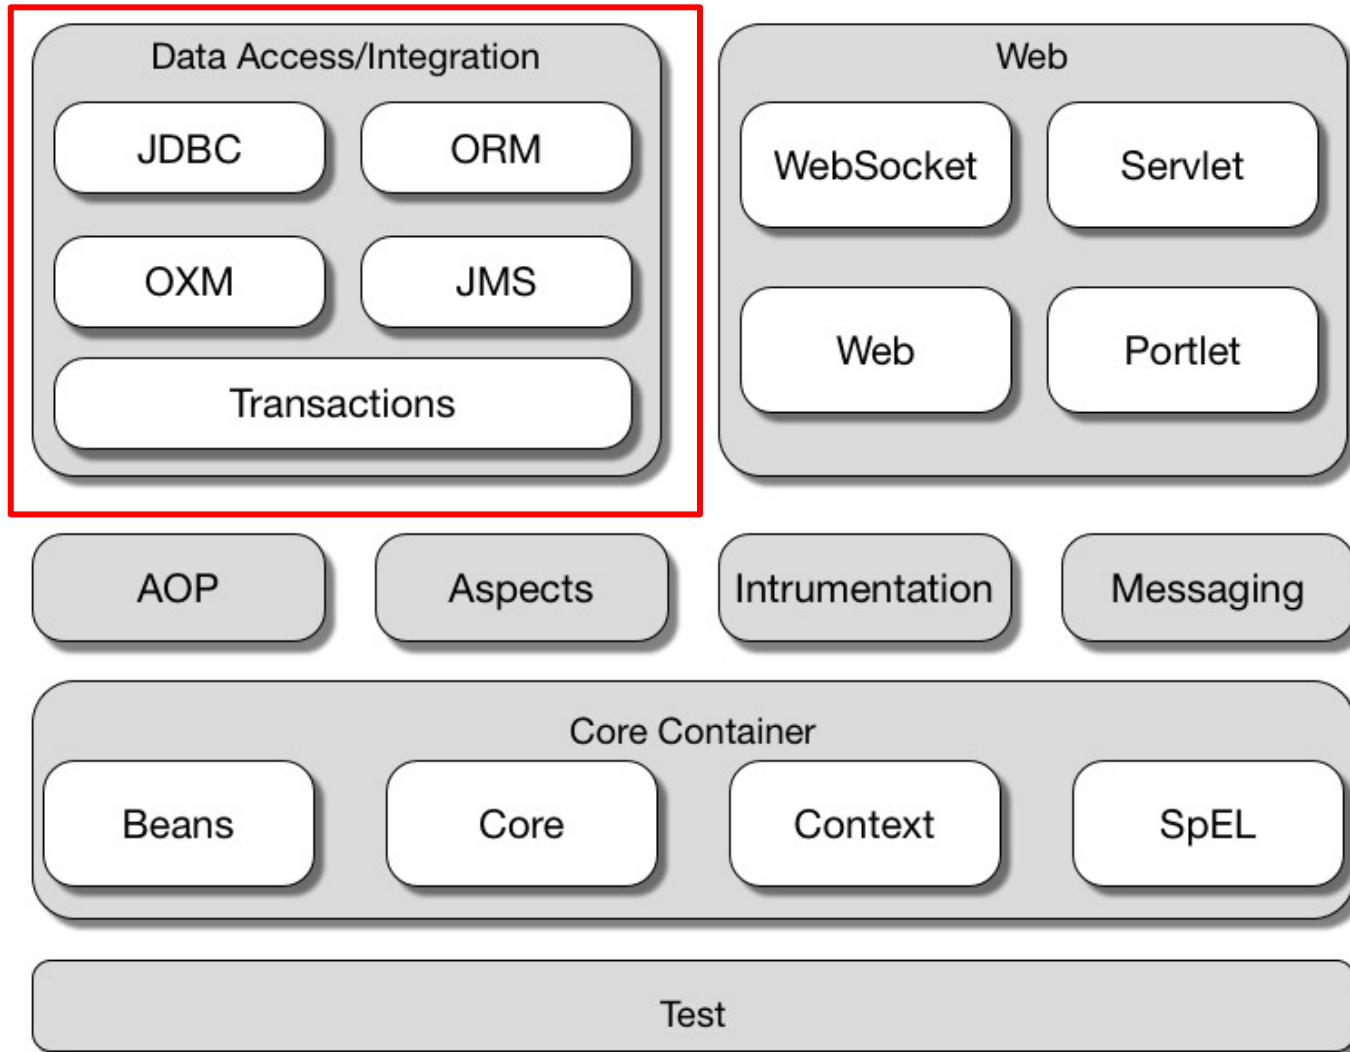 Data Access/Integration
JDBC
ORM
OXM
JMS
Transactions
Web
WebSocket
Servlet
Web
Portlet
AOP
Aspects
Intrumentation
Messaging
Core Container
Beans
Core
Context
SpEL
Test